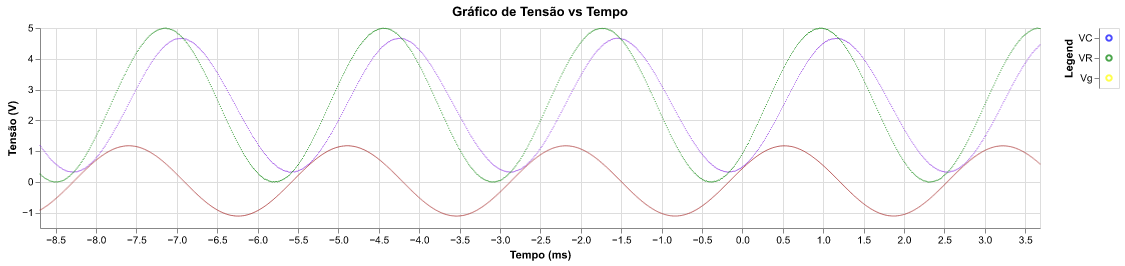 Gráfico de Tensão vs Tempo
5
4
3
2
1
0
−1
Tensão (V)
−8.5 −8.0 −7.5 −7.0 −6.5 −6.0 −5.5 −5.0 −4.5 −4.0 −3.5 −3.0 −2.5 −2.0 −1.5 −1.0 −0.5 0.0 0.5 1.0 1.5 2.0 2.5 3.0 3.5
Tempo (ms)
Legend
VC
VR
Vg